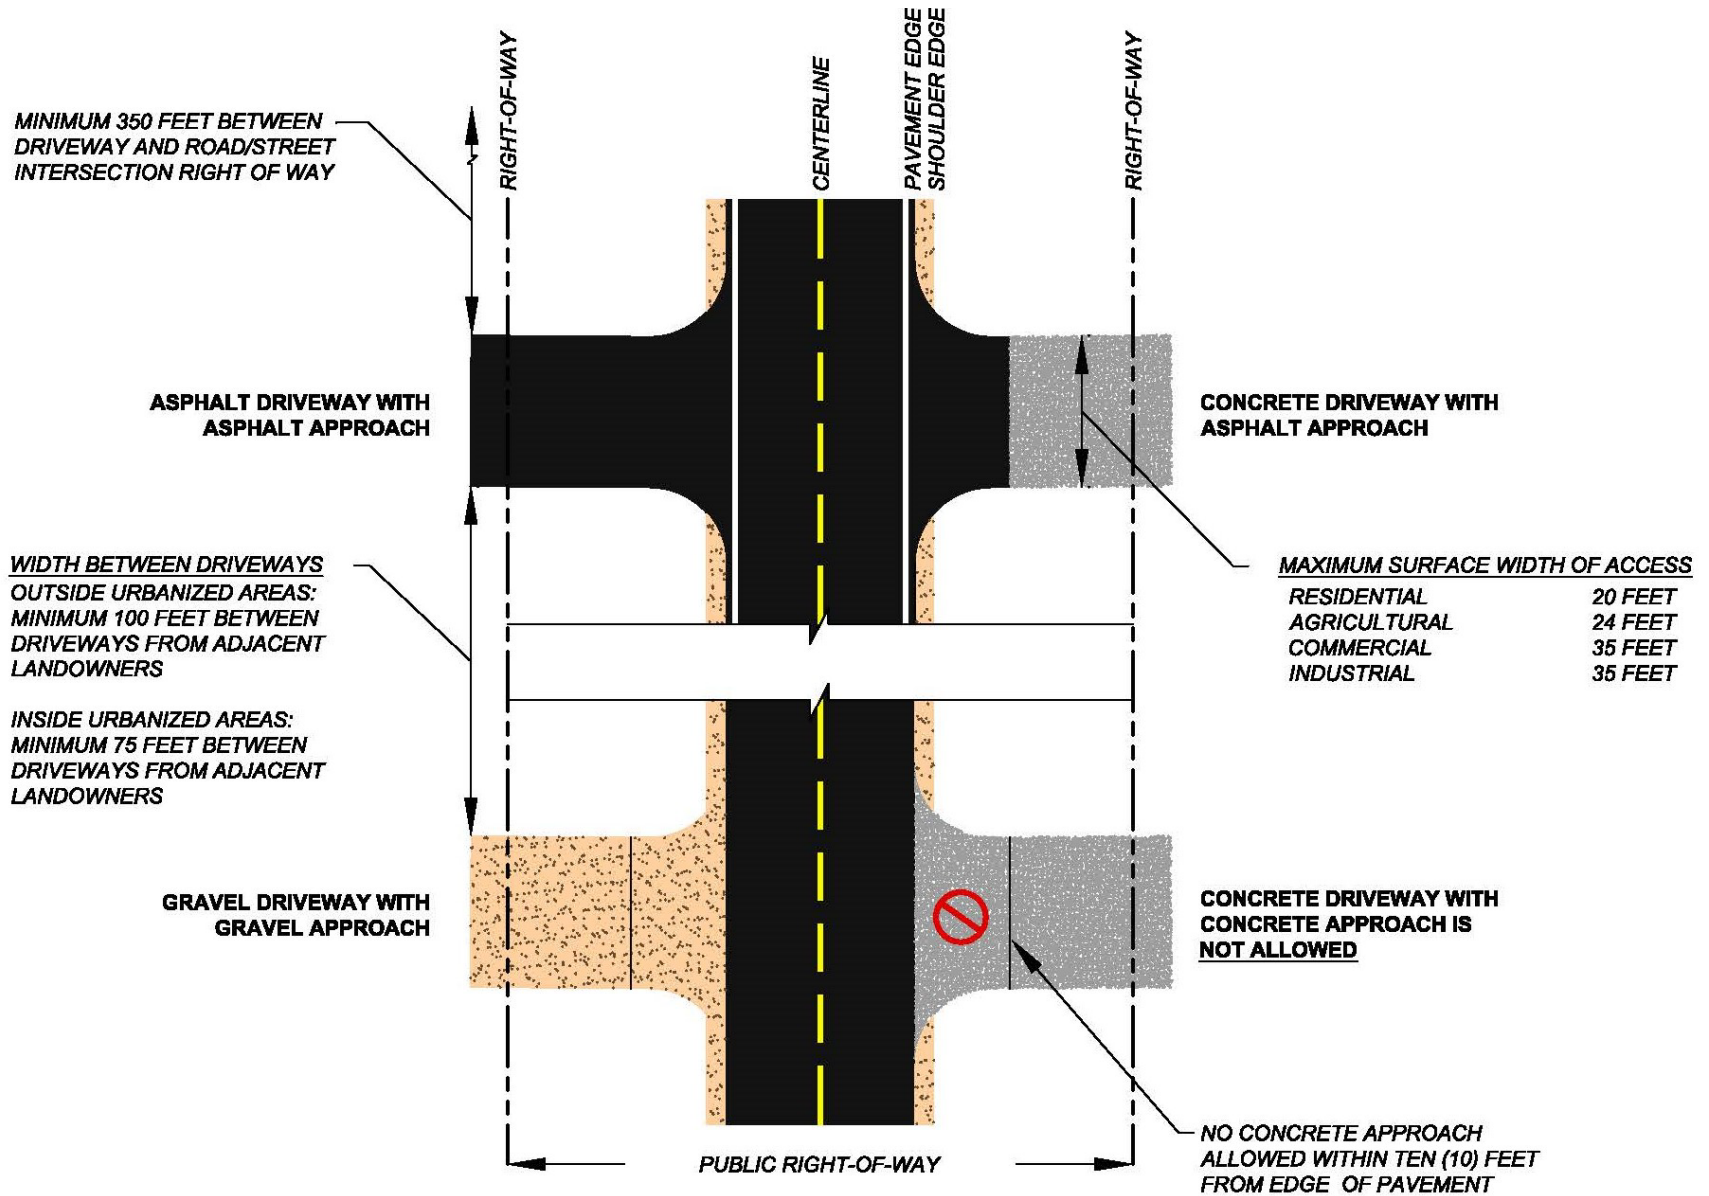 RIGHT-OF-WAY
CENTERLINE
PAVEMENT EDGE
SHOULDER EDGE
RIGHT-OF-WAY
MINIMUM 350 FEET BETWEEN
DRIVEWAY AND ROAD/STREET
INTERSECTION RIGHT OF WAY
ASPHALT DRIVEWAY WITH
ASPHALT APPROACH
CONCRETE DRIVEWAY WITH
ASPHALT APPROACH
WIDTH BETWEEN DRIVEWAYS
OUTSIDE URBANIZED AREAS:
MINIMUM 100 FEET BETWEEN
DRIVEWAYS FROM ADJACENT
LANDOWNERS
INSIDE URBANIZED AREAS:
MINIMUM 75 FEET BETWEEN
DRIVEWAYS FROM ADJACENT
LANDOWNERS
MAXIMUM SURFACE WIDTH OF ACCESS
RESIDENTIAL 20 FEET
AGRICULTURAL 24 FEET
COMMERCIAL 35 FEET
INDUSTRIAL 35 FEET
GRAVEL DRIVEWAY WITH
GRAVEL APPROACH
CONCRETE DRIVEWAY WITH
CONCRETE APPROACH IS
NOT ALLOWED
PUBLIC RIGHT-OF-WAY
NO CONCRETE APPROACH
ALLOWED WITHIN TEN (10) FEET
FROM EDGE OF PAVEMENT